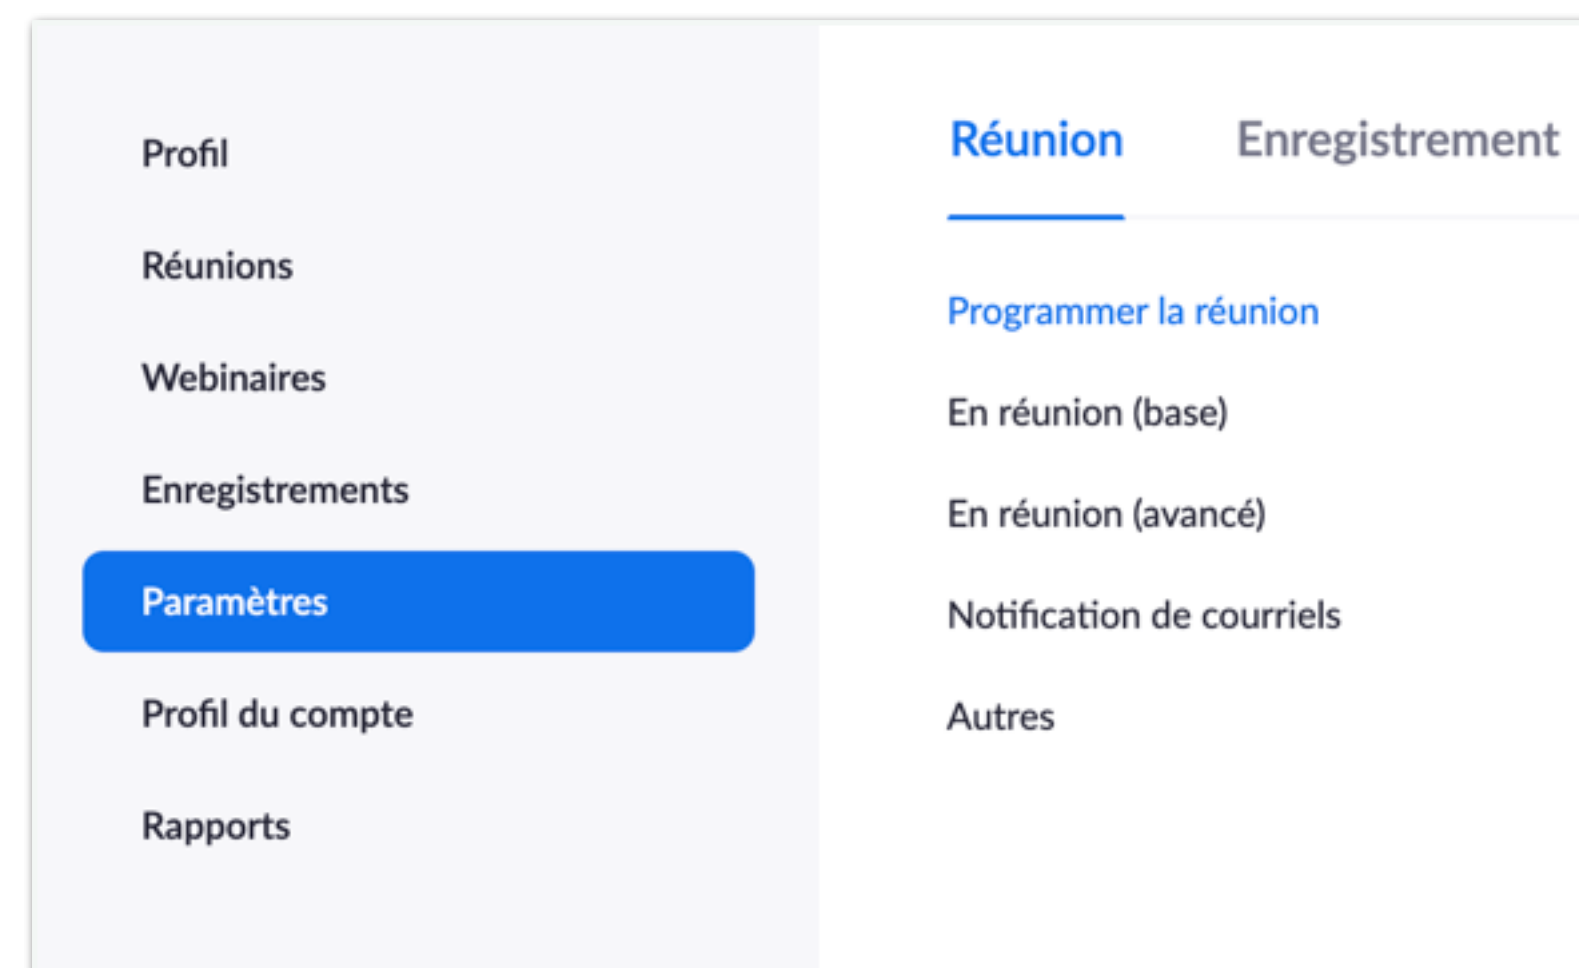 Profil
Réunions
Webinaires
Enregistrements
Paramètres
Profil du compte
Rapports
Réunion Enregistrement
Programmer la réunion
En réunion (base)
En réunion (avancé)
Notification de courriels
Autres